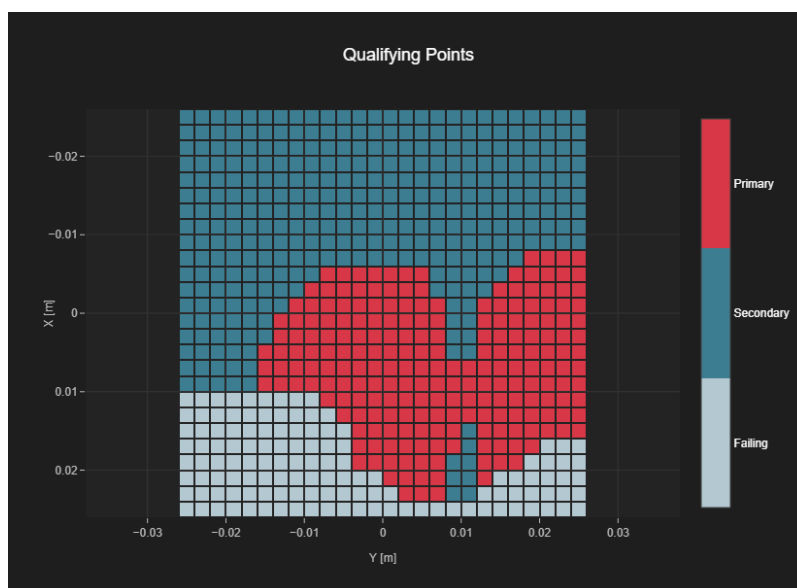 Qualifying Points
−0.02
−0.01
0
0.01
0.02
X [m]
−0.03
−0.02
−0.01
0
0.01
0.02
0.03
Y [m]
Primary
Secondary
Failing